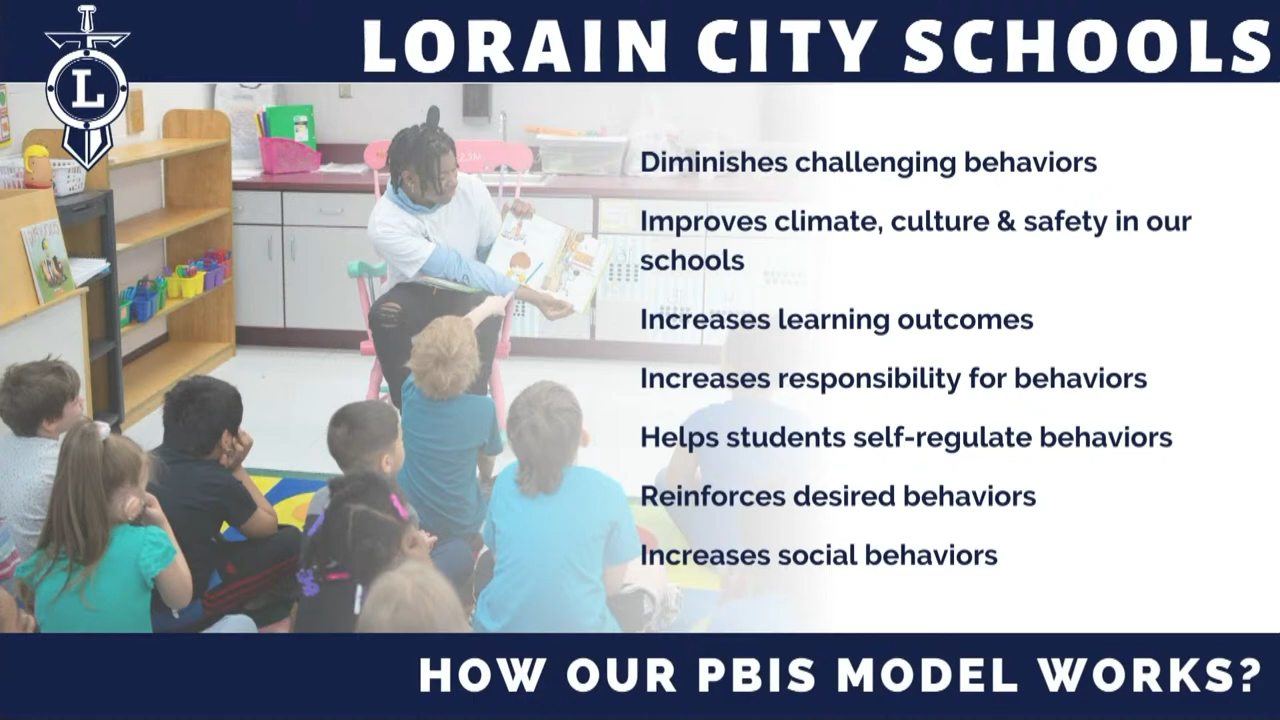 LORAIN CITY SCHOOLS
L
Diminishes challenging behaviors
Improves climate, culture & safety in our
schools
Increases learning outcomes
Increases responsibility for behaviors
Helps students self-regulate behaviors
Reinforces desired behaviors
Increases social behaviors
HOW OUR PBIS MODEL WORKS?